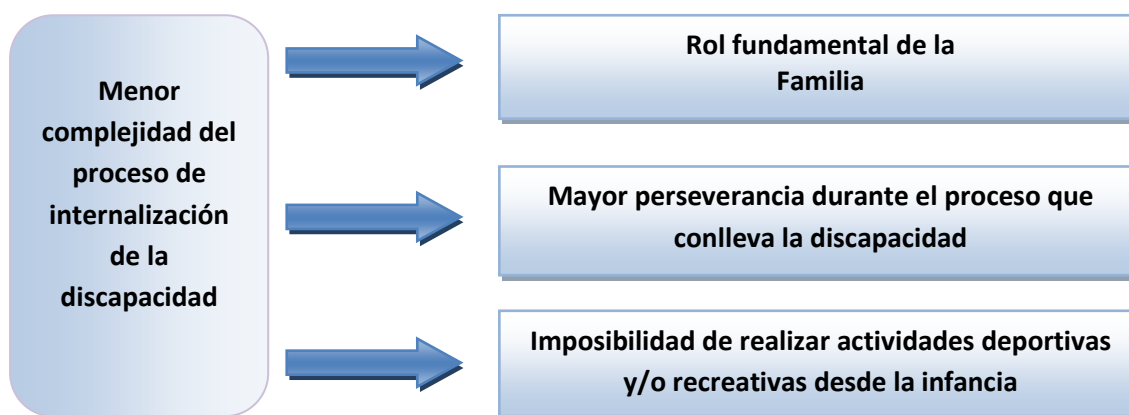 Menor
complejidad del
proceso de
internalización
de la
discapacidad
Rol fundamental de la
Familia
Mayor perseverancia durante el proceso que
conlleva la discapacidad
Imposibilidad de realizar actividades deportivas
y/o recreativas desde la infancia